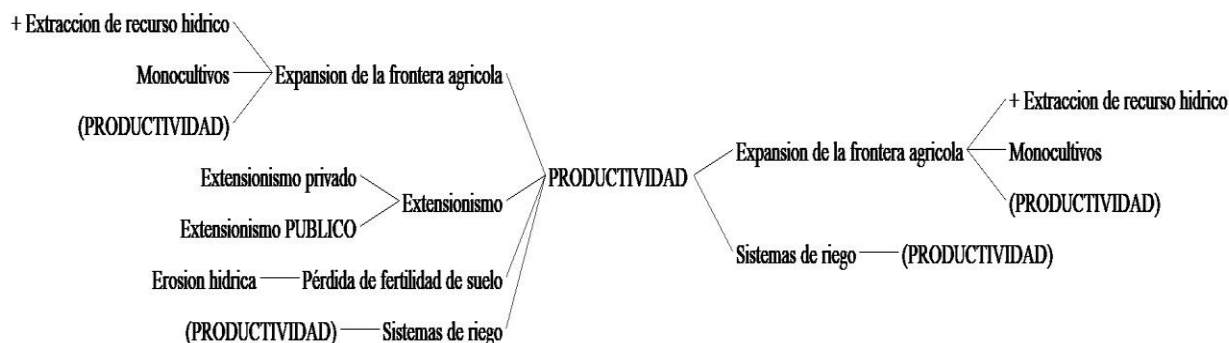 + Extraccion de recurso hidrico
Monocultivos
(PRODUCTIVIDAD)
Expansion de la frontera agricola
Extensionismo privado
Extensionismo PUBLICO
Extensionismo
Erosion hidrica
Pérdida de fertilidad de suelo
(PRODUCTIVIDAD)
Sistemas de riego
PRODUCTIVIDAD
Expansion de la frontera agricola
+ Extraccion de recurso hidrico
Monocultivos
(PRODUCTIVIDAD)
Sistemas de riego
(PRODUCTIVIDAD)